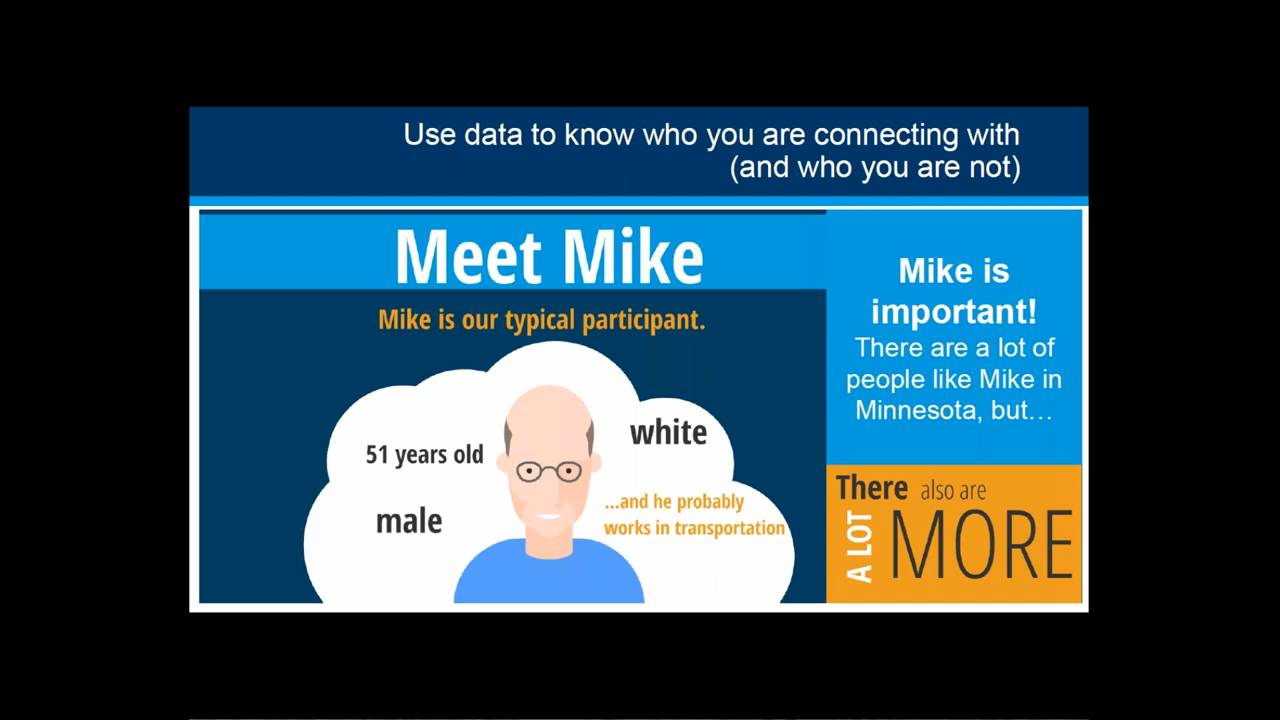 Use data to know who you are connecting with
(and who you are not)
Meet Mike
Mike is our typical participant.
51 years old
male
white
...and he probably
works in transportation
Mike is
important!
There are a lot of
people like Mike in
Minnesota, but…
There also are
A LOT MORE